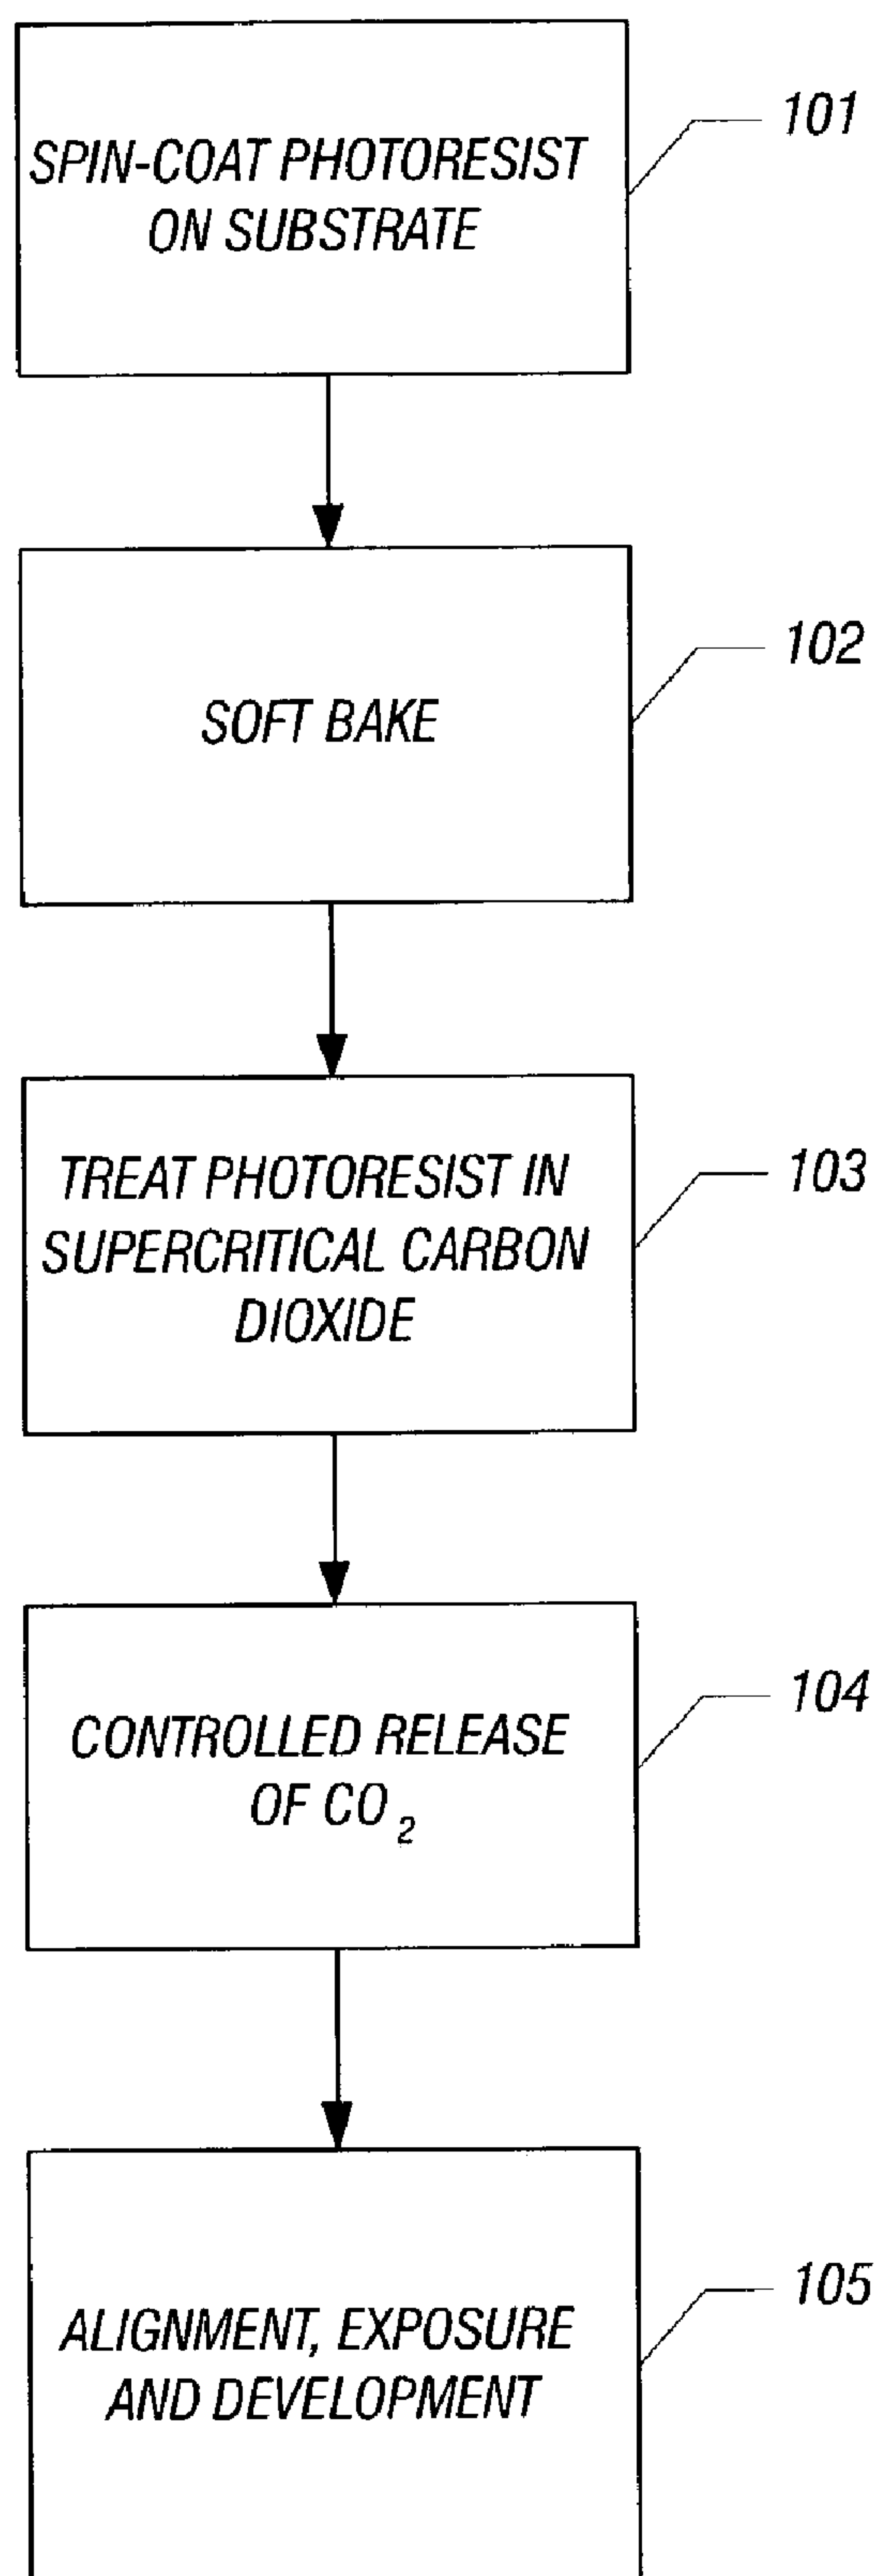 SPIN-COAT PHOTORESIST
ON SUBSTRATE
101
SOFT BAKE
102
TREAT PHOTORESIST IN
SUPERCRITICAL CARBON
DIOXIDE
103
CONTROLLED RELEASE
OF CO2
104
ALIGNMENT, EXPOSURE
AND DEVELOPMENT
105